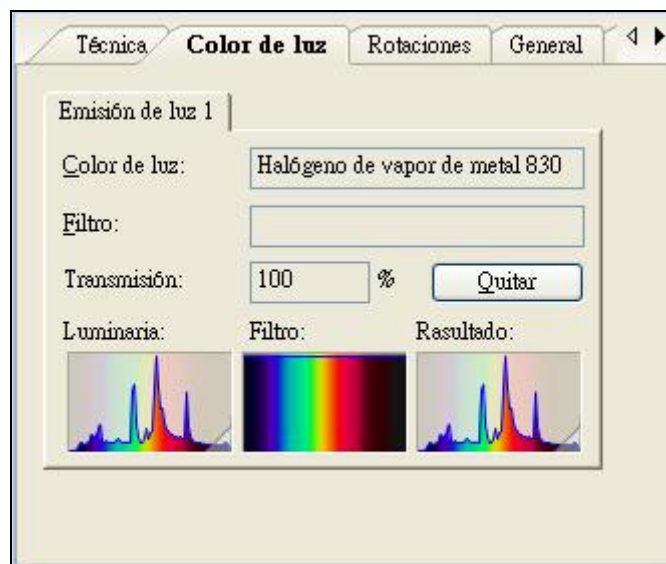 Técnica Color de luz Rotaciones General
Emisión de luz 1
Color de luz: Halógeno de vapor de metal 830
Filtro:
Transmisión: 100 % Quitar
Luminaria: Filtro: Rasultado: